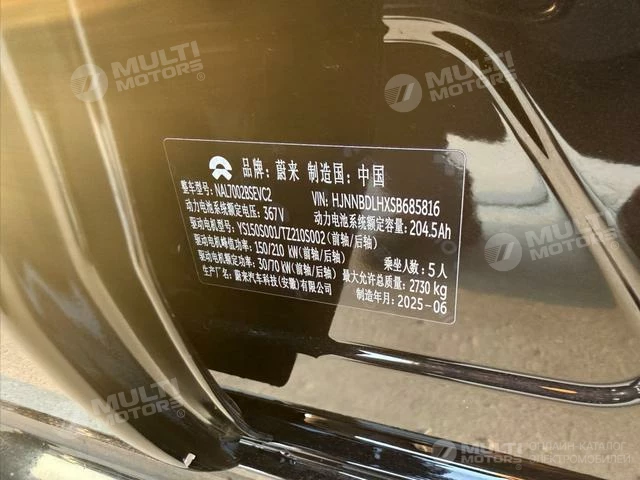 MULTI MOTORS
MULTI MOTORS
品牌: 蔚来 制造国: 中国
整车型号: NAL7002BSEVC2 VIN: HJNNBDLHXSB685816
动力电池系统额定电压: 367V 动力电池系统额定容量: 204.5Ah
驱动电机型号: YS150S001/TZ210S002 (前轴/后轴)
驱动电机峰值功率: 150/210 kW (前轴/后轴) 乘坐人数: 5人
驱动电机额定功率: 50/70 kW (前轴/后轴) 最大允许总质量: 2730 kg
生产厂名: 蔚来汽车科技(安徽)有限公司 制造年月: 2025-06
MULTI MOTORS
MULTI MOTORS
ОНЛАЙН-КАТАЛОГ
ЭЛЕКТРОМОБИЛЕЙ